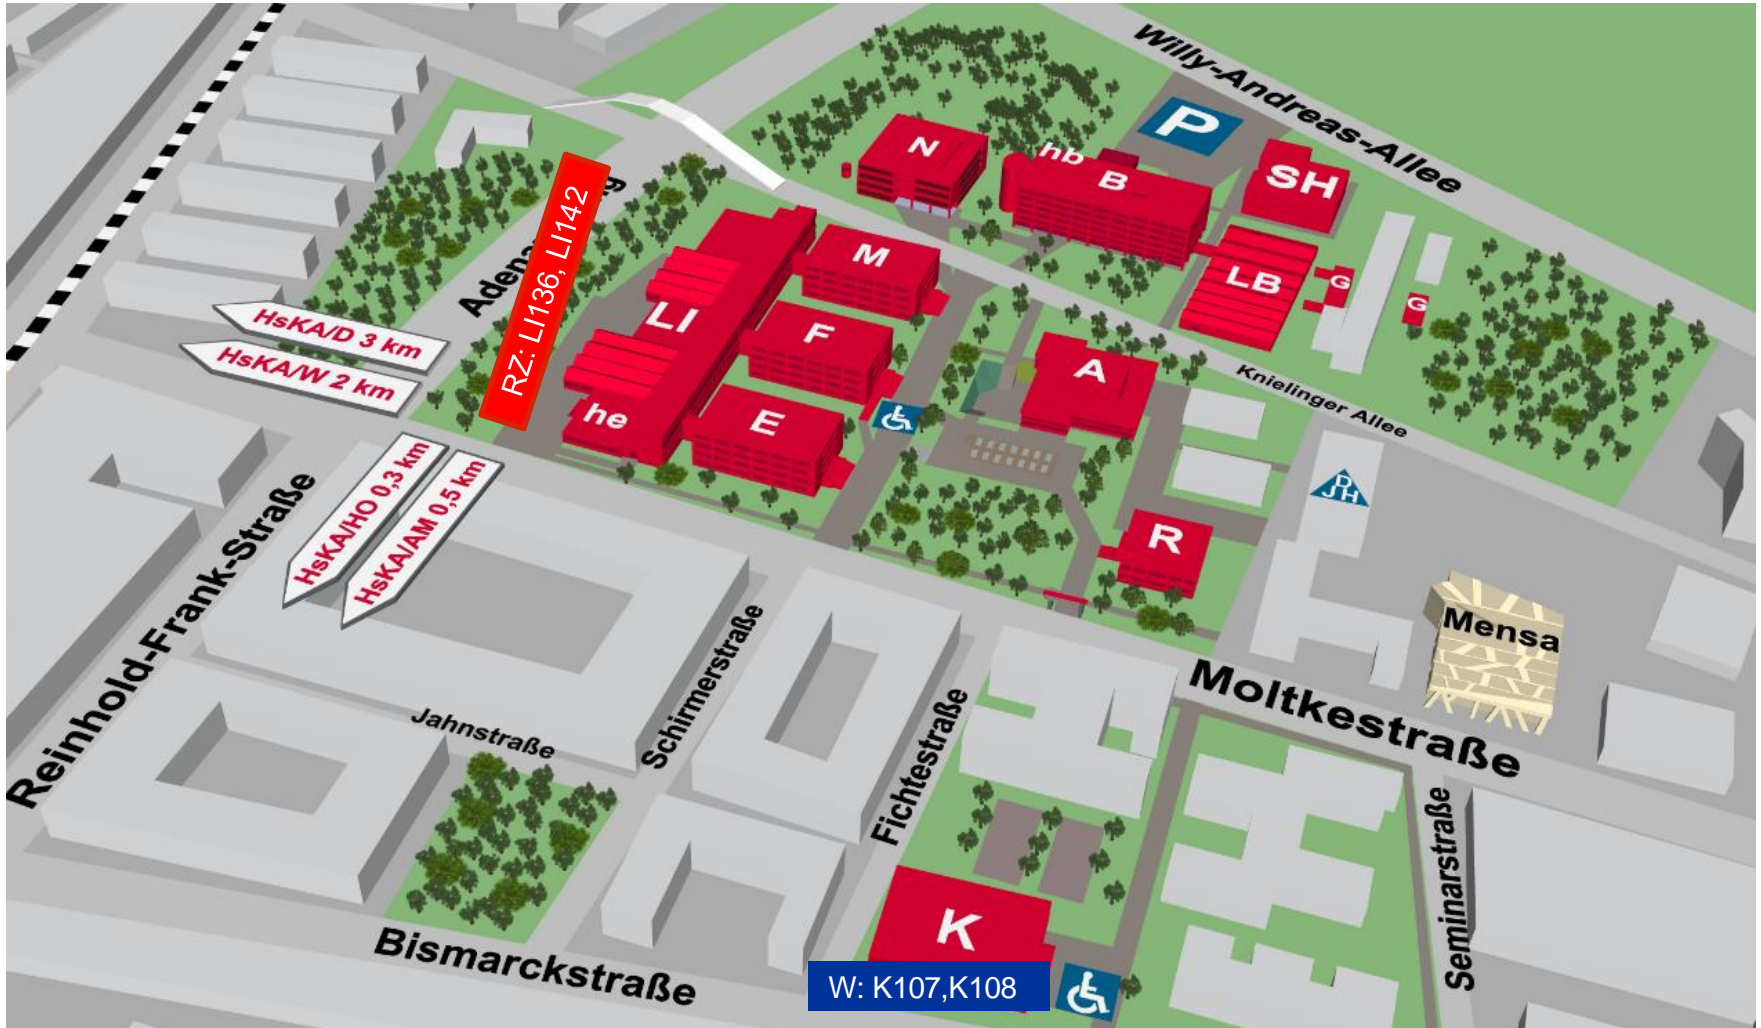 Willy-Andreas-Allee
P
N
hb
B
SH
RZ: LI136, LI142
M
LB
G
G
LI
F
A
HsKA/D 3 km
HsKA/W 2 km
Knielinger Allee
he
E
HsKA/HO 0,3 km
HsKA/AM 0,5 km
D
JH
R
Reinhold-Frank-Straße
Mensa
Moltkestraße
Jahnstraße
Schirmerstraße
Fichtestraße
Seminarstraße
K
Bismarckstraße
W: K107,K108